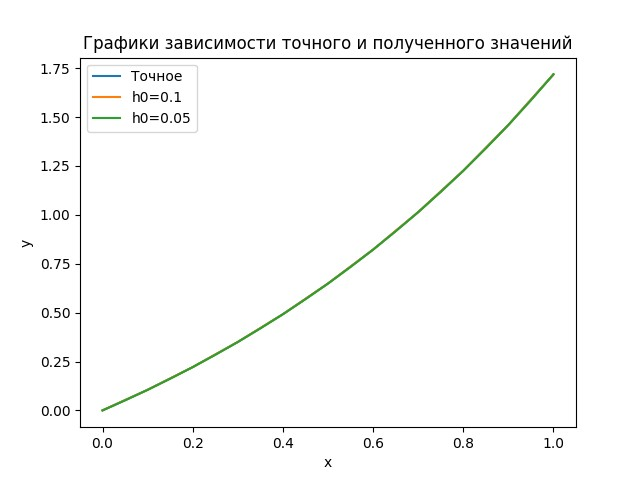 Графики зависимости точного и полученного значений
Точное
h0=0.1
h0=0.05
1.75
1.50
1.25
1.00
0.75
0.50
0.25
0.00
y
0.0 0.2 0.4 0.6 0.8 1.0
x